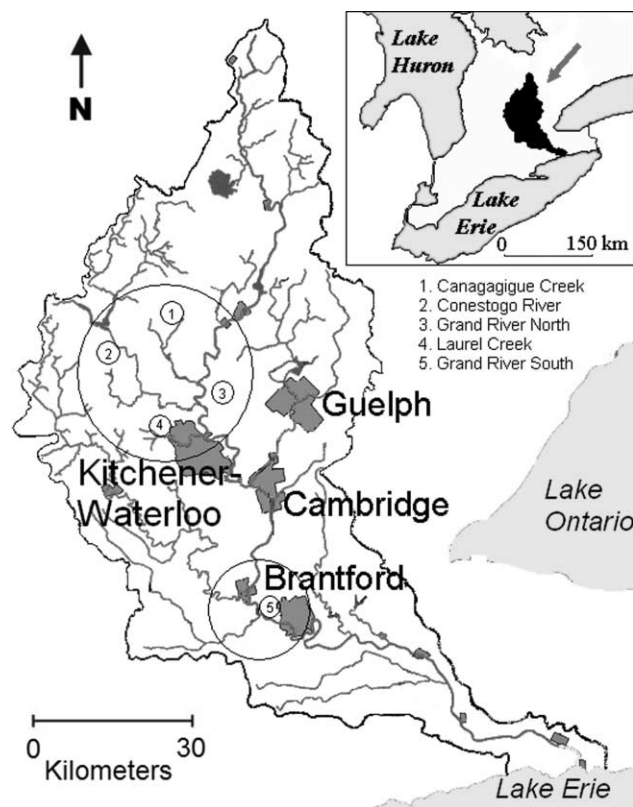 N
Lake
Huron
Lake
Erie
0 150 km
1. Canagagigue Creek
2. Conestogo River
3. Grand River North
4. Laurel Creek
5. Grand River South
1
2
3
4
Guelph
Kitchener-
Waterloo
Cambridge
Lake
Ontario
Brantford
5
0 30
Kilometers
Lake Erie